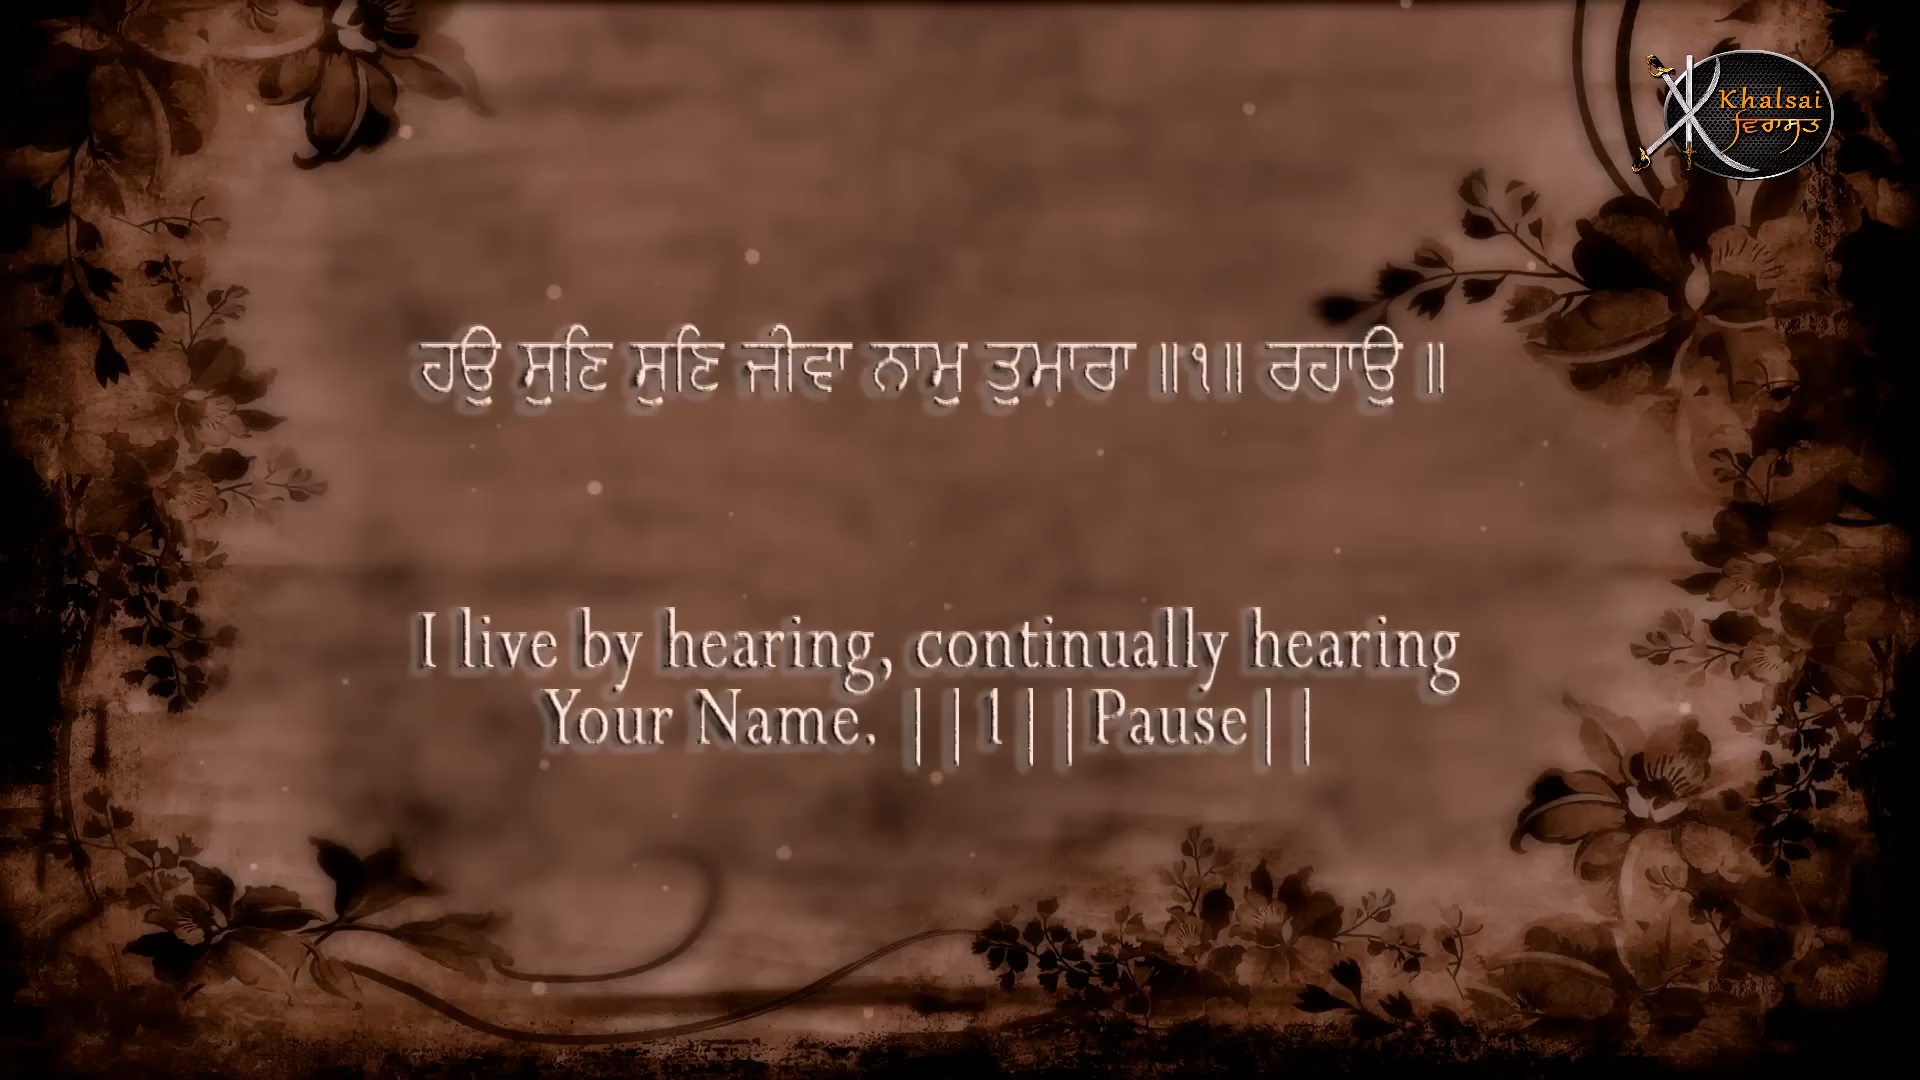 Khalsai
ਵਿਰਾਸਤ
ਹਉ ਸੁਣਿ ਸੁਣਿ ਜੀਵਾ ਨਾਮੁ ਤੁਮਾਰਾ ॥੧॥ ਰਹਾਉ ॥
I live by hearing, continually hearing
Your Name. ||1||Pause||